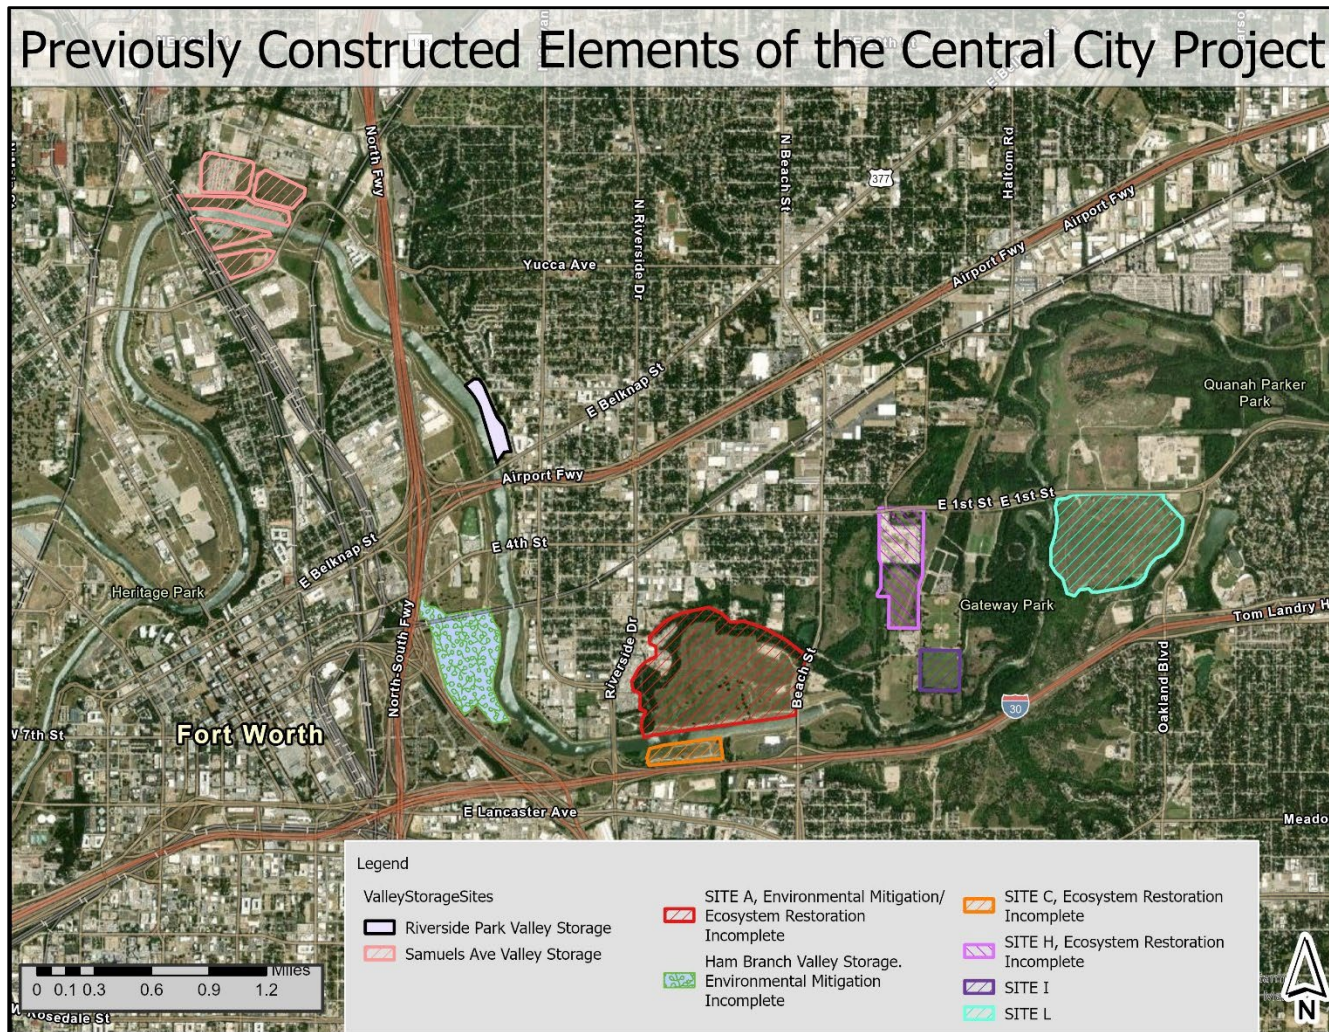 Previously Constructed Elements of the Central City Project
North Fwy
N Riverside Dr
N Beach St
377
Haltom Rd
Airport Fwy
Airport Fwy
Yucca Ave
E Belknap St
Quanah Parker
Park
Airport Fwy
E 1st St E 1st St
E 4th St
E Belknap St
Heritage Park
Gateway Park
Tom Landry H
North-South Fwy
Riverside Dr
Beach St
Oakland Blvd
30
W 7th St
Fort Worth
E Lancaster Ave
Meado
Legend
ValleyStorageSites
Riverside Park Valley Storage
Samuels Ave Valley Storage
SITE A, Environmental Mitigation/
Ecosystem Restoration
Incomplete
Ham Branch Valley Storage.
Environmental Mitigation
Incomplete
SITE C, Ecosystem Restoration
Incomplete
SITE H, Ecosystem Restoration
Incomplete
SITE I
SITE L
Miles
0 0.1 0.3 0.6 0.9 1.2
Rosedale St
N